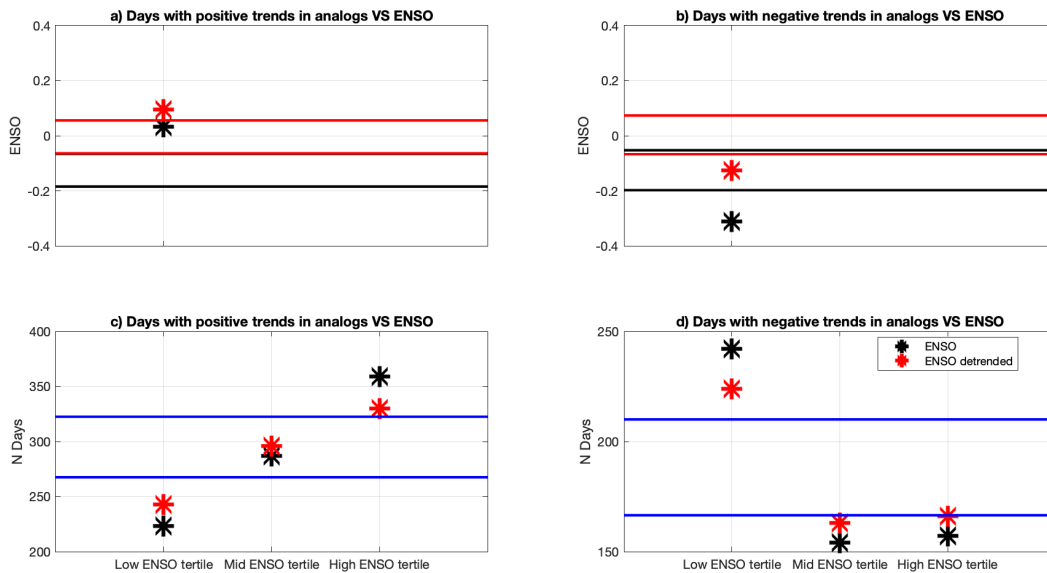 a) Days with positive trends in analogs VS ENSO
0.4
0.2
0
-0.2
-0.4
ENSO
b) Days with negative trends in analogs VS ENSO
0.4
0.2
0
-0.2
-0.4
ENSO
c) Days with positive trends in analogs VS ENSO
400
350
300
250
200
N Days
Low ENSO tertile Mid ENSO tertile High ENSO tertile
d) Days with negative trends in analogs VS ENSO
250
200
150
N Days
ENSO
ENSO detrended
Low ENSO tertile Mid ENSO tertile High ENSO tertile